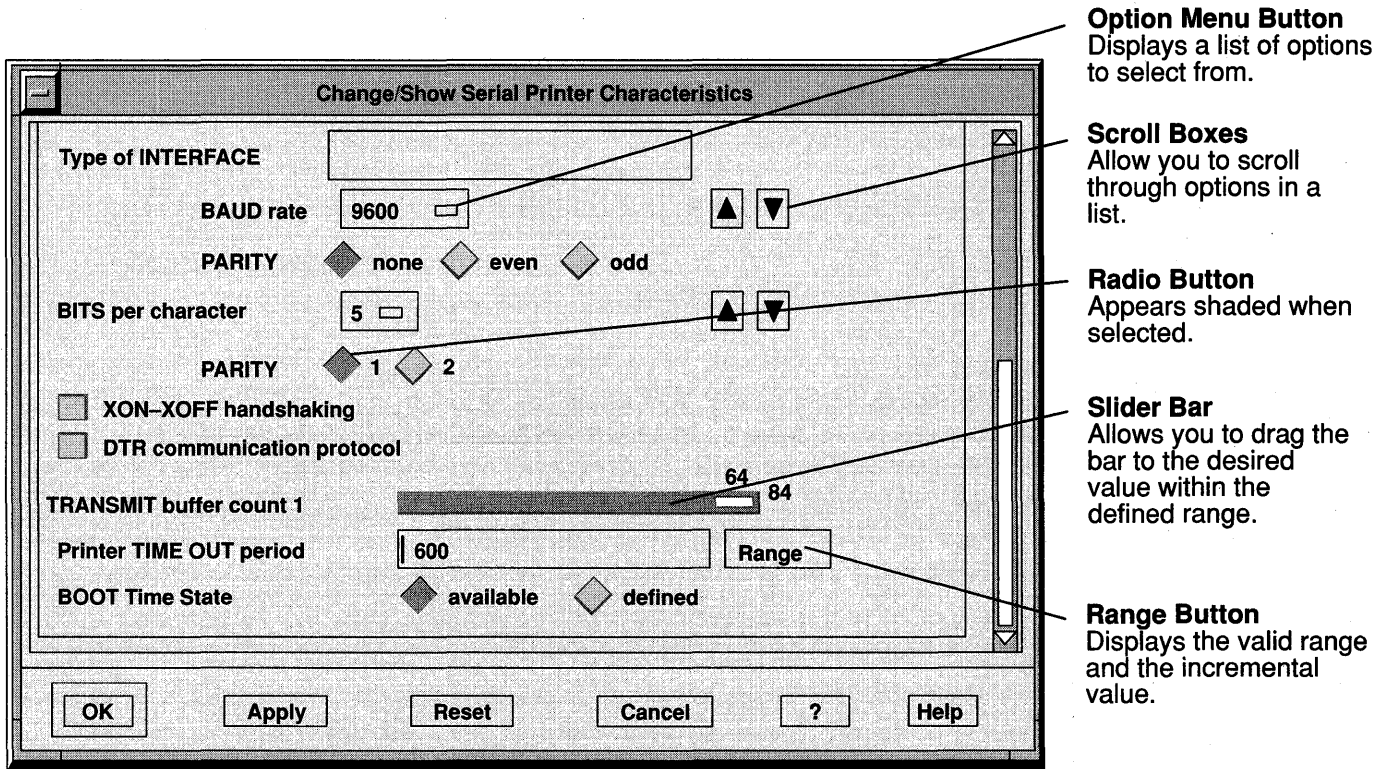 Option Menu Button
Displays a list of options
to select from.
Change/Show Serial Printer Characteristics
Type of INTERFACE
BAUD rate 9600
PARITY none even odd
BITS per character 5
PARITY 1 2
XON–XOFF handshaking
DTR communication protocol
64
TRANSMIT buffer count 1 84
Printer TIME OUT period 600 Range
BOOT Time State available defined
OK Apply Reset Cancel ? Help
Scroll Boxes
Allow you to scroll
through options in a
list.
Radio Button
Appears shaded when
selected.
Slider Bar
Allows you to drag the
bar to the desired
value within the
defined range.
Range Button
Displays the valid range
and the incremental
value.